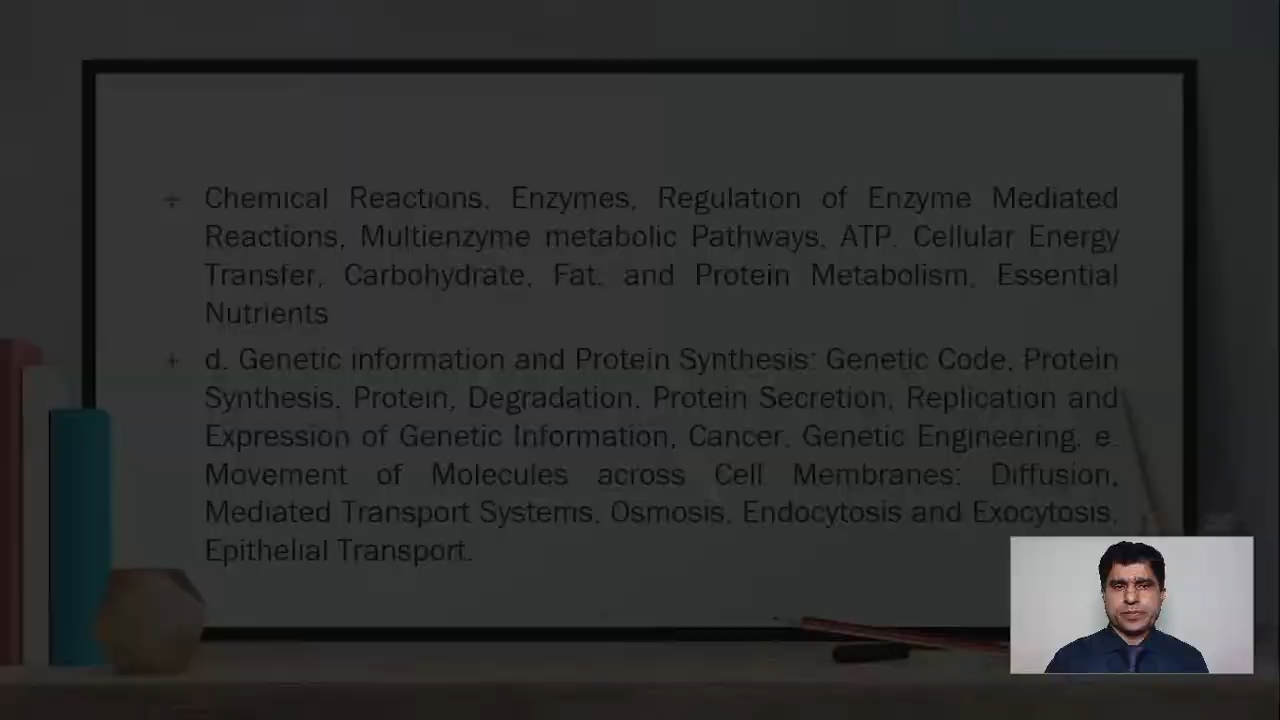 + Chemical Reactions, Enzymes, Regulation of Enzyme Mediated
Reactions, Multienzyme metabolic Pathways, ATP. Cellular Energy
Transfer, Carbohydrate, Fat. and Protein Metabolism, Essential
Nutrients
+ d. Genetic information and Protein Synthesis: Genetic Code, Protein
Synthesis. Protein, Degradation. Protein Secretion, Replication and
Expression of Genetic Information, Cancer, Genetic Engineering. e.
Movement of Molecules across Cell Membranes: Diffusion,
Mediated Transport Systems, Osmosis, Endocytosis and Exocytosis,
Epithelial Transport.